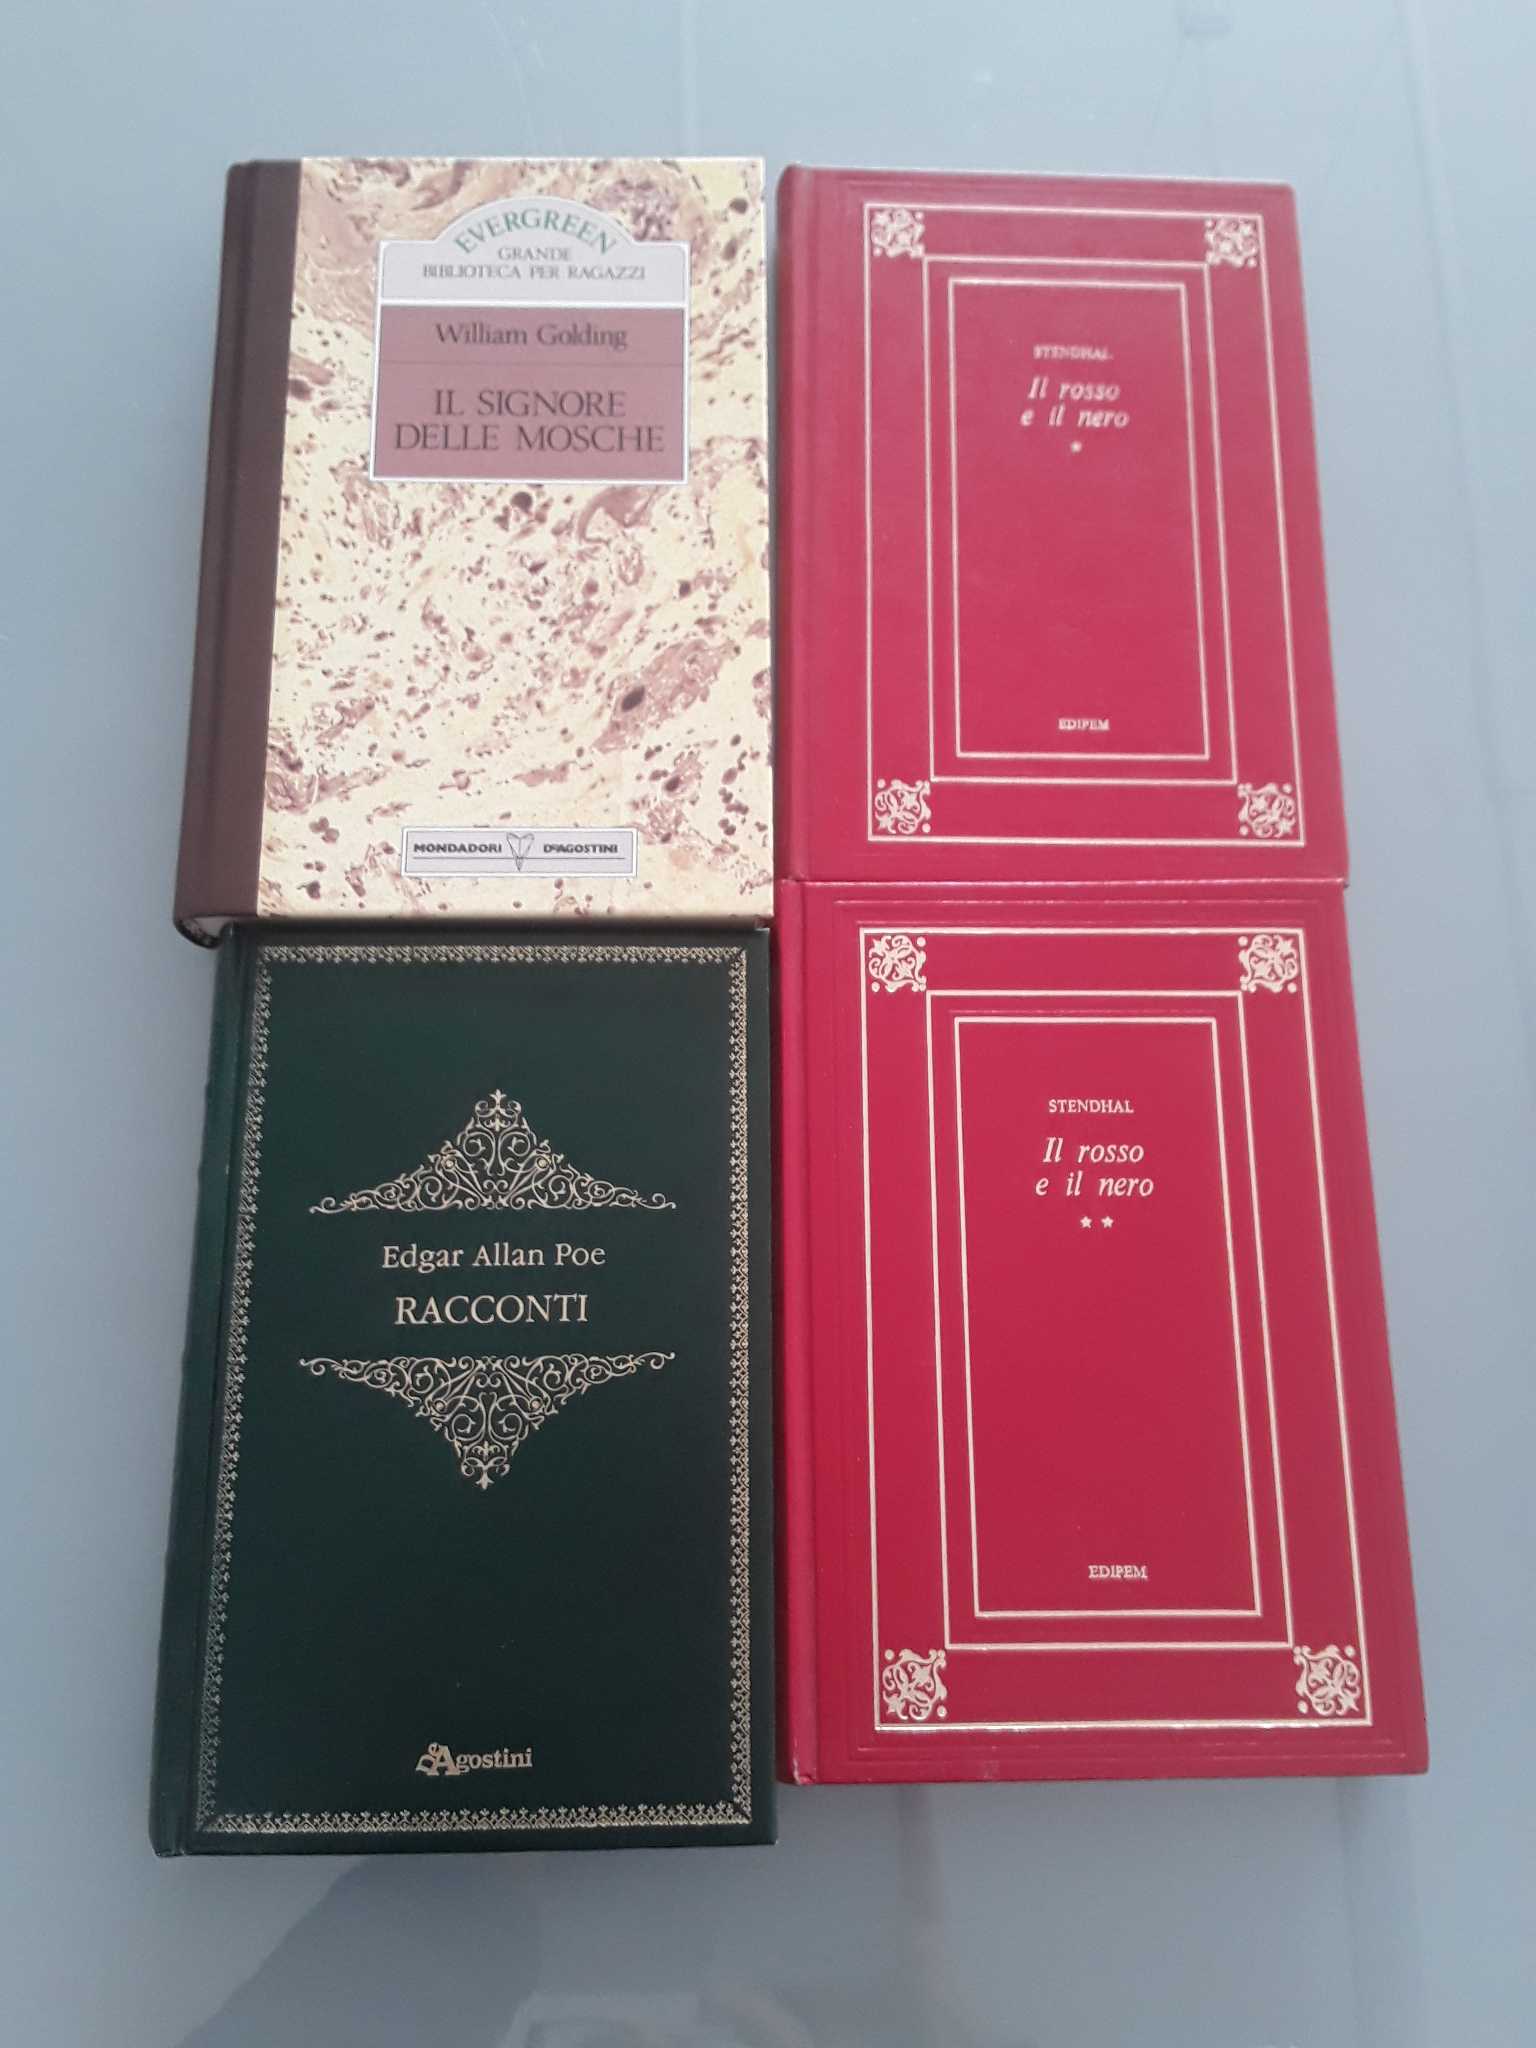 EVERGREEN
GRANDE
BIBLIOTECA PER RAGAZZI
William Golding
IL SIGNORE
DELLE MOSCHE
MONDADORI DEAGOSTINI
STENDHAL
Il rosso
e il nero
*
EDIPEM
Edgar Allan Poe
RACCONTI
DeAgostini
STENDHAL
Il rosso
e il nero
**
EDIPEM